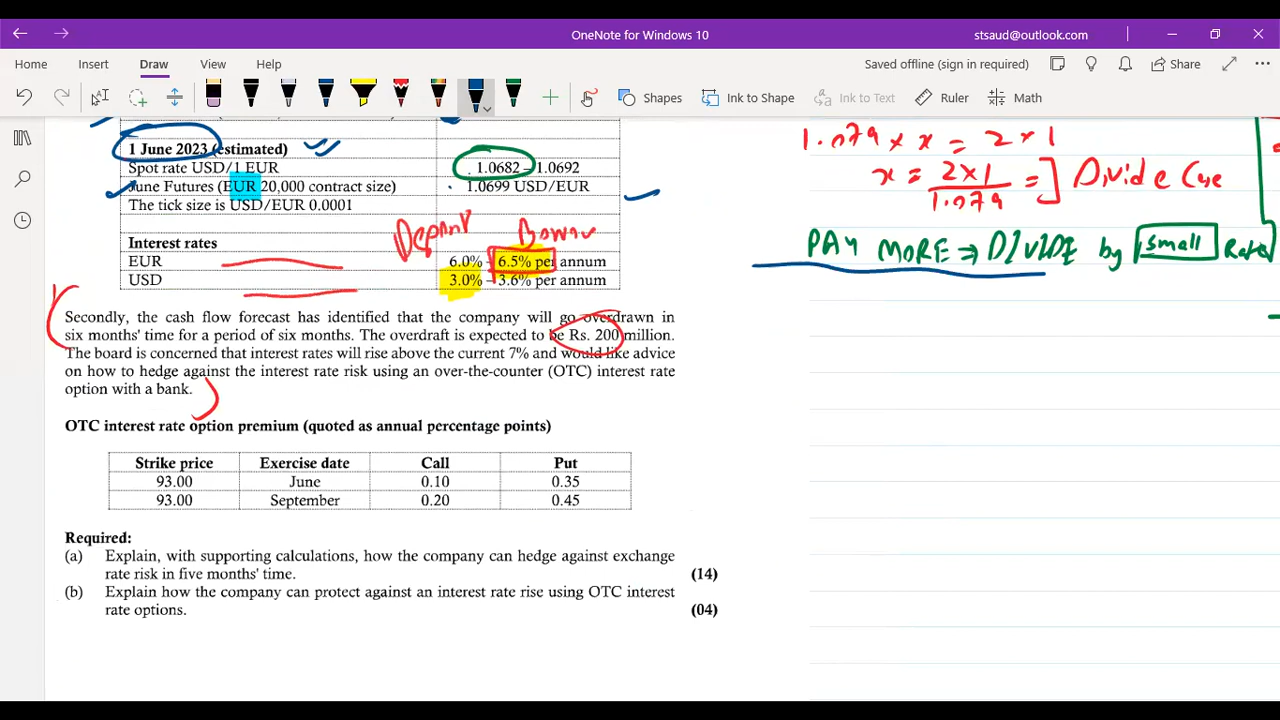 OneNote for Windows 10
stsaud@outlook.com
Home Insert Draw View Help
Saved offline (sign in required)
Share
Shapes
Ink to Shape
Ink to Text
Ruler
Math
1 June 2023 (estimated)
Spot rate USD/1 EUR 1.0682 – 1.0692
June Futures (EUR 20,000 contract size) 1.0699 USD/EUR
The tick size is USD/EUR 0.0001
Deposit Borrow
Interest rates
EUR 6.0% – 6.5% per annum
USD 3.0% – 3.6% per annum
Secondly, the cash flow forecast has identified that the company will go overdrawn in
six months' time for a period of six months. The overdraft is expected to be Rs. 200 million.
The board is concerned that interest rates will rise above the current 7% and would like advice
on how to hedge against the interest rate risk using an over-the-counter (OTC) interest rate
option with a bank.
OTC interest rate option premium (quoted as annual percentage points)
Strike price Exercise date Call Put
93.00 June 0.10 0.35
93.00 September 0.20 0.45
Required:
(a) Explain, with supporting calculations, how the company can hedge against exchange
rate risk in five months' time. (14)
(b) Explain how the company can protect against an interest rate rise using OTC interest
rate options. (04)
1.079 x x = 2 x 1
x = 2 x 1 = ] Divide Case
1.079
PAY MORE ⇒ DIVIDE by small Rate